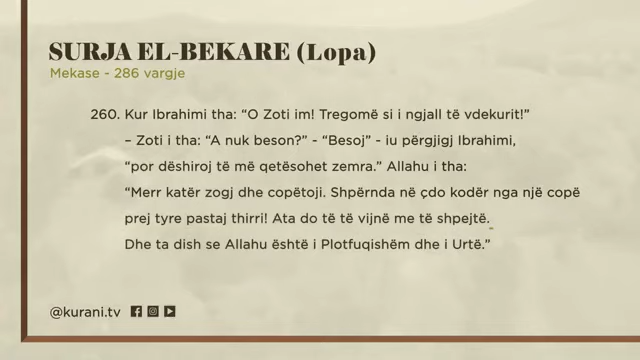 SURJA EL-BEKARE (Lopa)
Mekase - 286 vargje
260. Kur Ibrahimi tha: “O Zoti im! Tregomë si i ngjall të vdekurit!”
– Zoti i tha: “A nuk beson?” - “Besoj” - iu përgjigj Ibrahimi,
“por dëshiroj të më qetësohet zemra.” Allahu i tha:
“Merr katër zogj dhe copëtoji. Shpërnda në çdo kodër nga një copë
prej tyre pastaj thirri! Ata do të të vijnë me të shpejtë.
Dhe ta dish se Allahu është i Plotfuqishëm dhe i Urtë.”
@kurani.tv